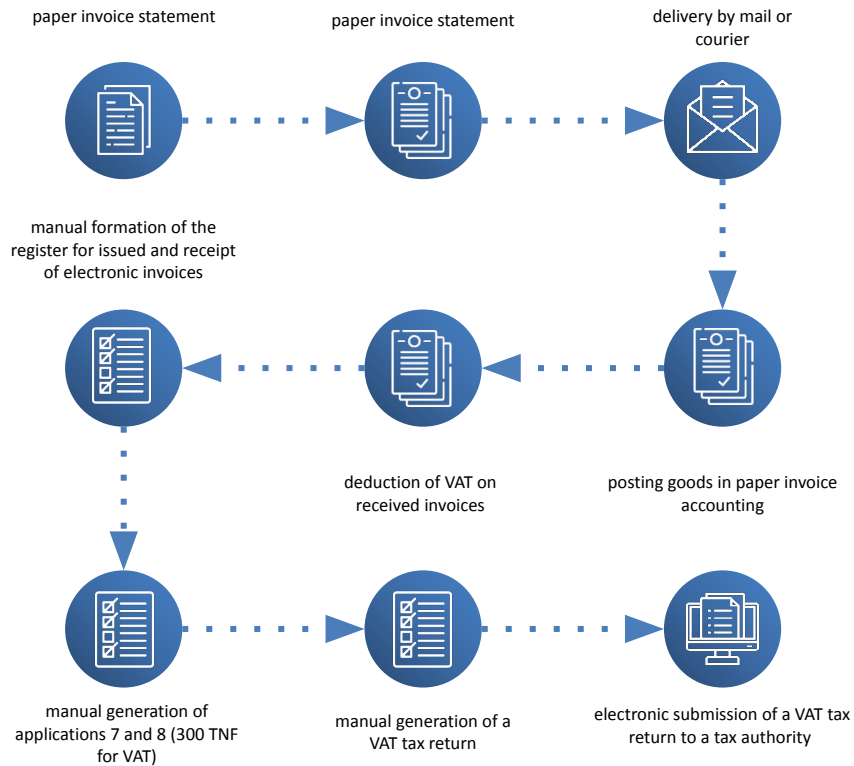 paper invoice statement
paper invoice statement
delivery by mail or
courier
manual formation of the
register for issued and receipt
of electronic invoices
deduction of VAT on
received invoices
posting goods in paper invoice
accounting
manual generation of
applications 7 and 8 (300 TNF
for VAT)
manual generation of a
VAT tax return
electronic submission of a VAT tax
return to a tax authority